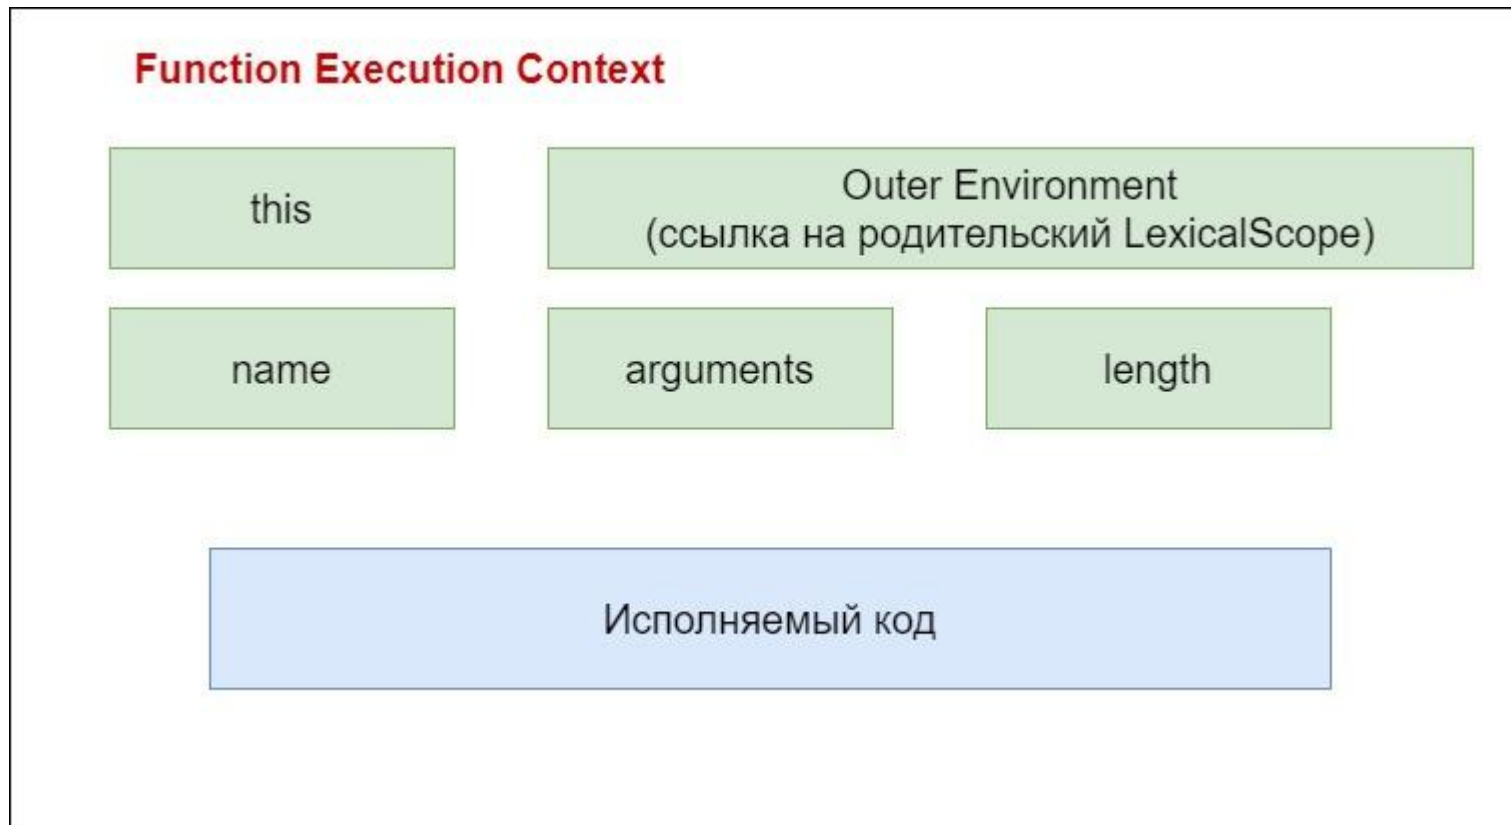 Function Execution Context
this
Outer Environment
(ссылка на родительский LexicalScope)
name
arguments
length
Исполняемый код